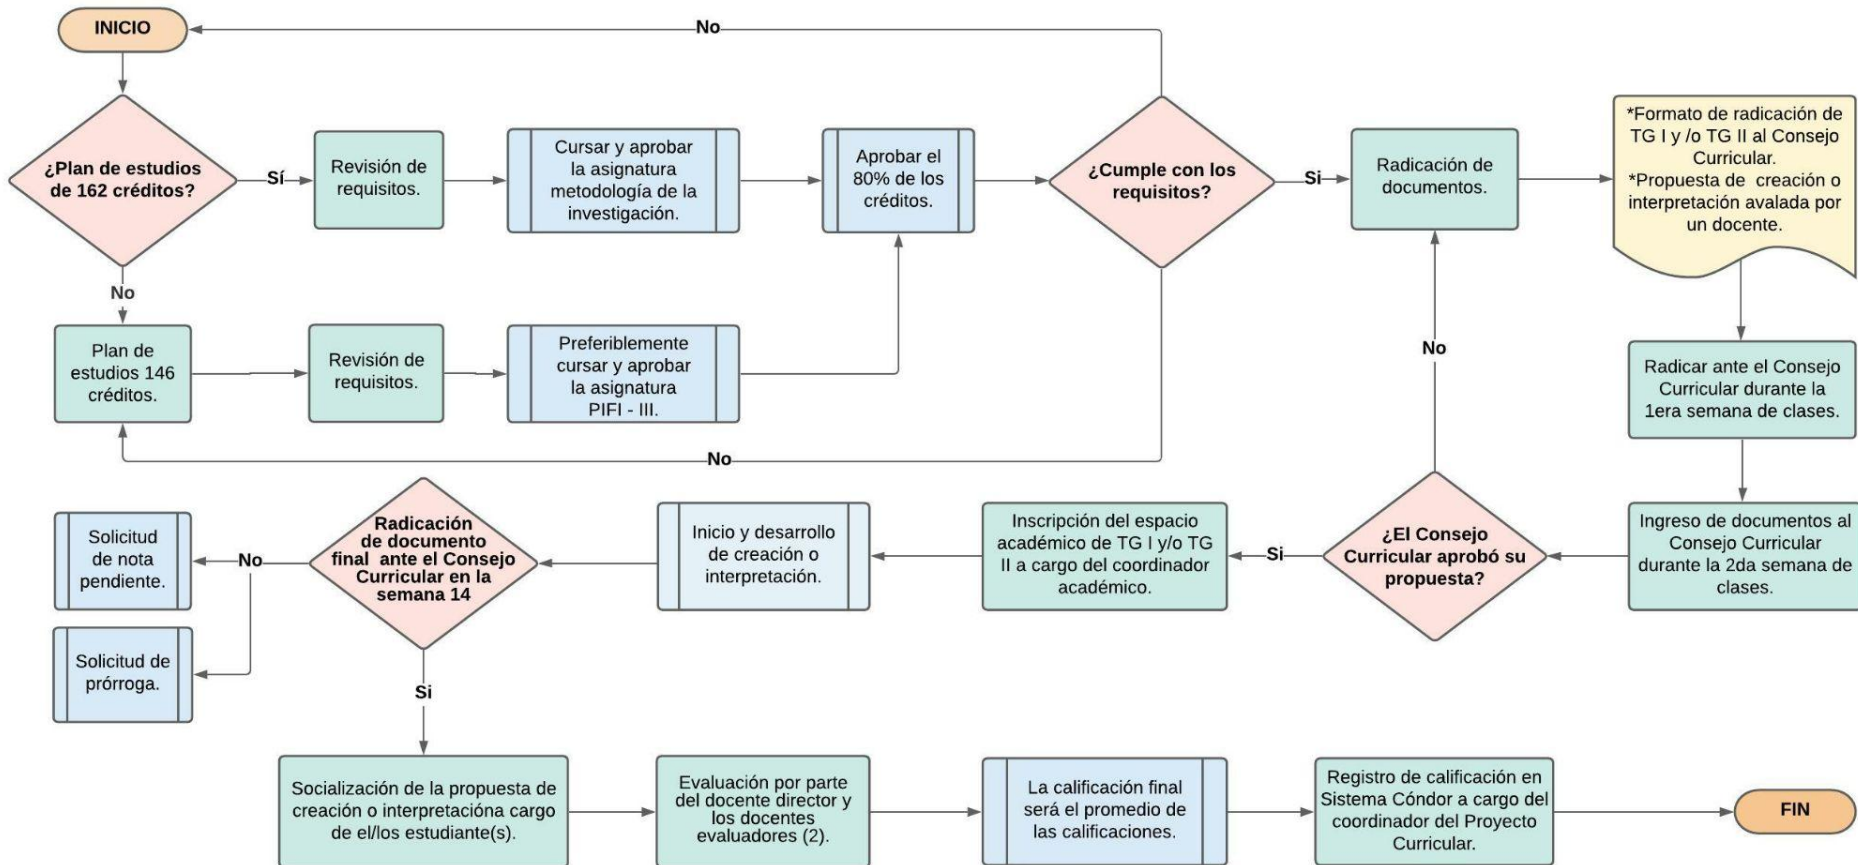 INICIO
No
¿Plan de estudios
de 162 créditos?
Sí
Revisión de
requisitos.
Cursar y aprobar
la asignatura
metodología de la
investigación.
Aprobar el
80% de los
créditos.
¿Cumple con los
requisitos?
Si
Radicación de
documentos.
*Formato de radicación de
TG I y /o TG II al Consejo
Curricular.
*Propuesta de creación o
interpretación avalada por
un docente.
No
Plan de
estudios 146
créditos.
Revisión de
requisitos.
Preferiblemente
cursar y aprobar
la asignatura
PIFI - III.
No
No
Radicar ante el Consejo
Curricular durante la
1era semana de clases.
Ingreso de documentos al
Consejo Curricular
durante la 2da semana de
clases.
¿El Consejo
Curricular aprobó su
propuesta?
Si
Inscripción del espacio
académico de TG I y/o TG
II a cargo del coordinador
académico.
Inicio y desarrollo
de creación o
interpretación.
Radicación
de documento
final ante el Consejo
Curricular en la
semana 14
No
Solicitud
de nota
pendiente.
Solicitud de
prórroga.
Si
Socialización de la propuesta de
creación o interpretacióna cargo
de el/los estudiante(s).
Evaluación por parte
del docente director y
los docentes
evaluadores (2).
La calificación final
será el promedio de
las calificaciones.
Registro de calificación en
Sistema Cóndor a cargo del
coordinador del Proyecto
Curricular.
FIN